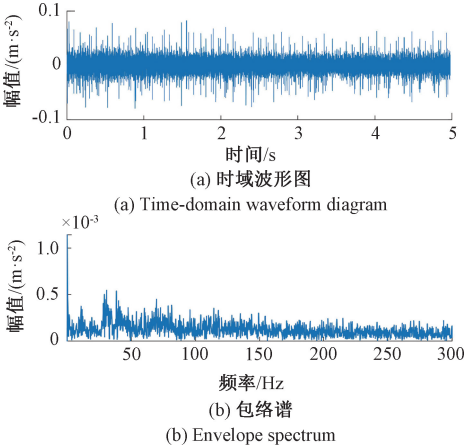 0.1
0
-0.1
幅值/(m·s-2)
0 1 2 3 4 5
时间/s
(a) 时域波形图
(a) Time-domain waveform diagram
×10-3
1.0
0.5
0
幅值/(m·s-2)
50 100 150 200 250 300
频率/Hz
(b) 包络谱
(b) Envelope spectrum